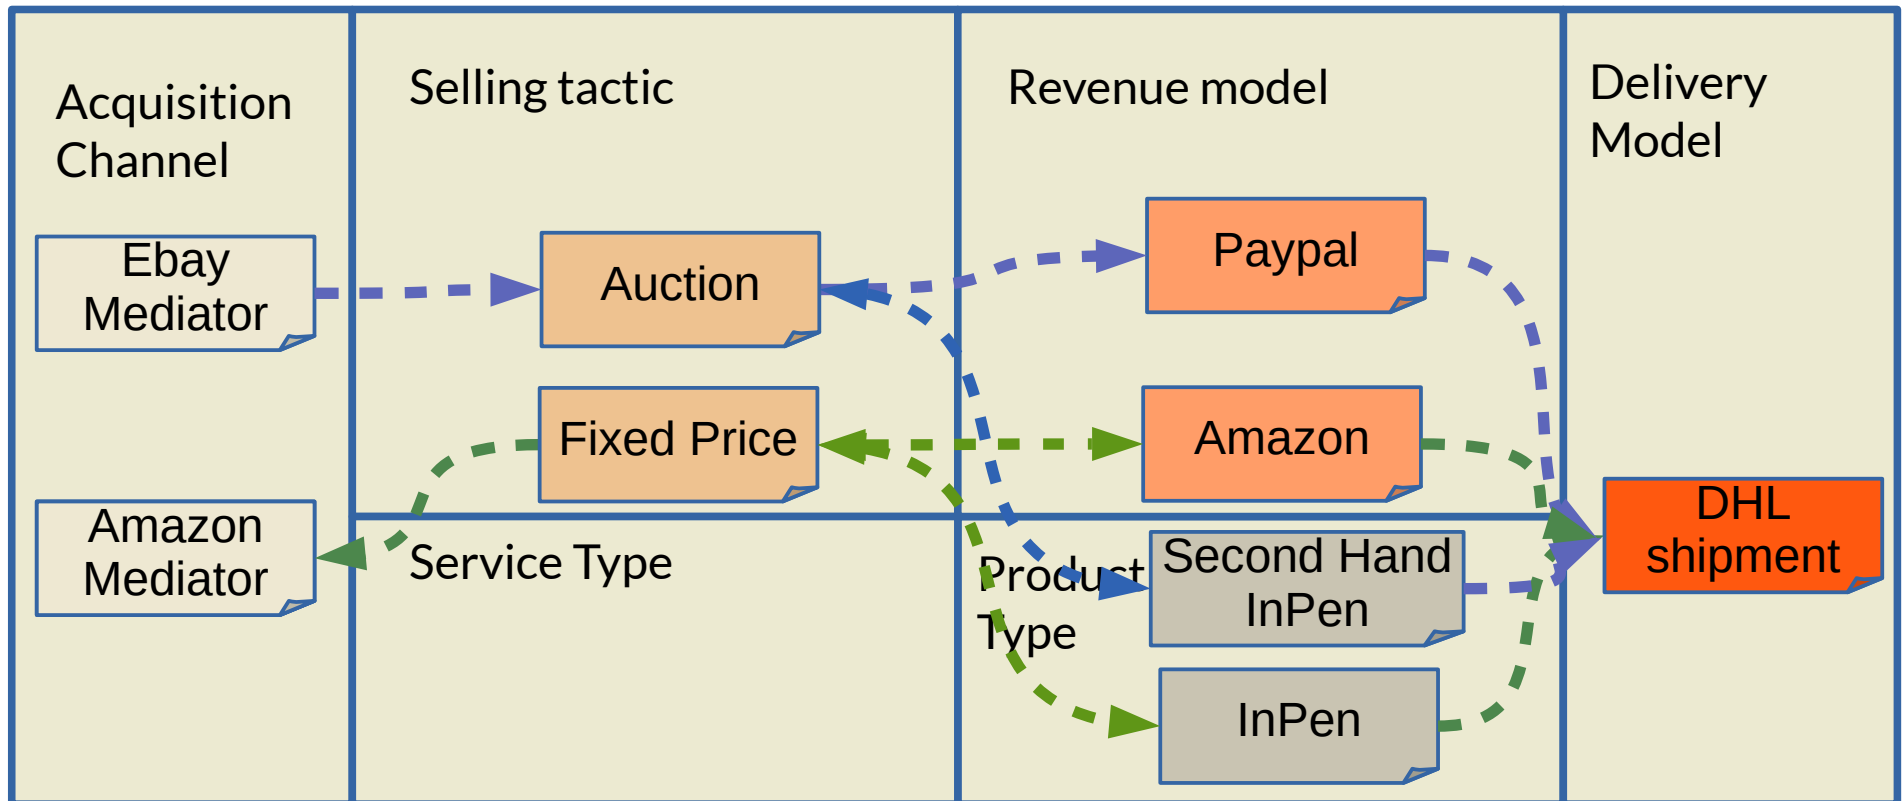 Acquisition
Channel
Selling tactic
Revenue model
Delivery
Model
Ebay
Mediator
Auction
Paypal
Fixed Price
Amazon
Amazon
Mediator
Service Type
Product
Type
Second Hand
InPen
InPen
DHL
shipment